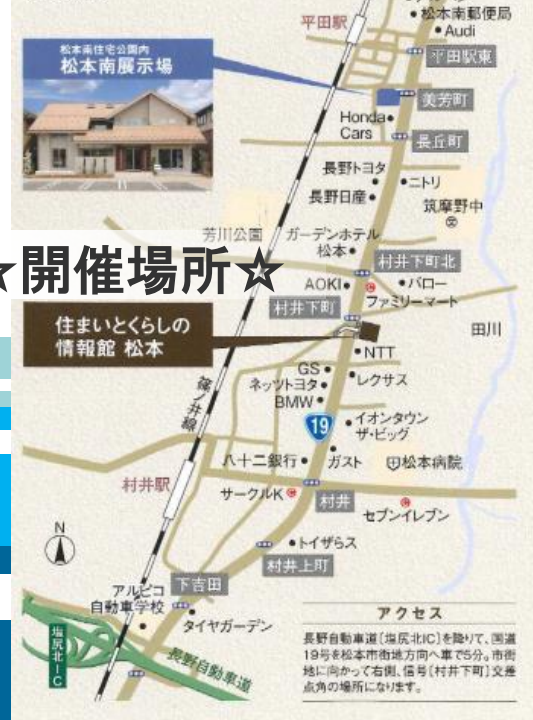 平田駅
松本南郵便局
Audi
平田駅東
松本南住宅公園内
松本南展示場
美芳町
Honda
Cars
長丘町
長野トヨタ
ニトリ
長野日産
筑摩野中
芳川公園
ガーデンホテル
松本
☆開催場所☆
村井下町北
AOKI
バロー
ファミリーマート
村井下町
住まいとくらしの
情報館 松本
田川
NTT
GS
レクサス
ネッツトヨタ
BMW
篠ノ井線
19
イオンタウン
ザ・ビッグ
八十二銀行
ガスト
松本病院
村井駅
サークルK
村井
セブンイレブン
N
トイザらス
村井上町
アルピコ
自動車学校
下吉田
タイヤガーデン
塩尻北IC
長野自動車道
アクセス
長野自動車道〔塩尻北IC〕を降りて、国道
19号を松本市街地方向へ車で5分。市街
地に向かって右側、信号〔村井下町〕交差
点角の場所になります。